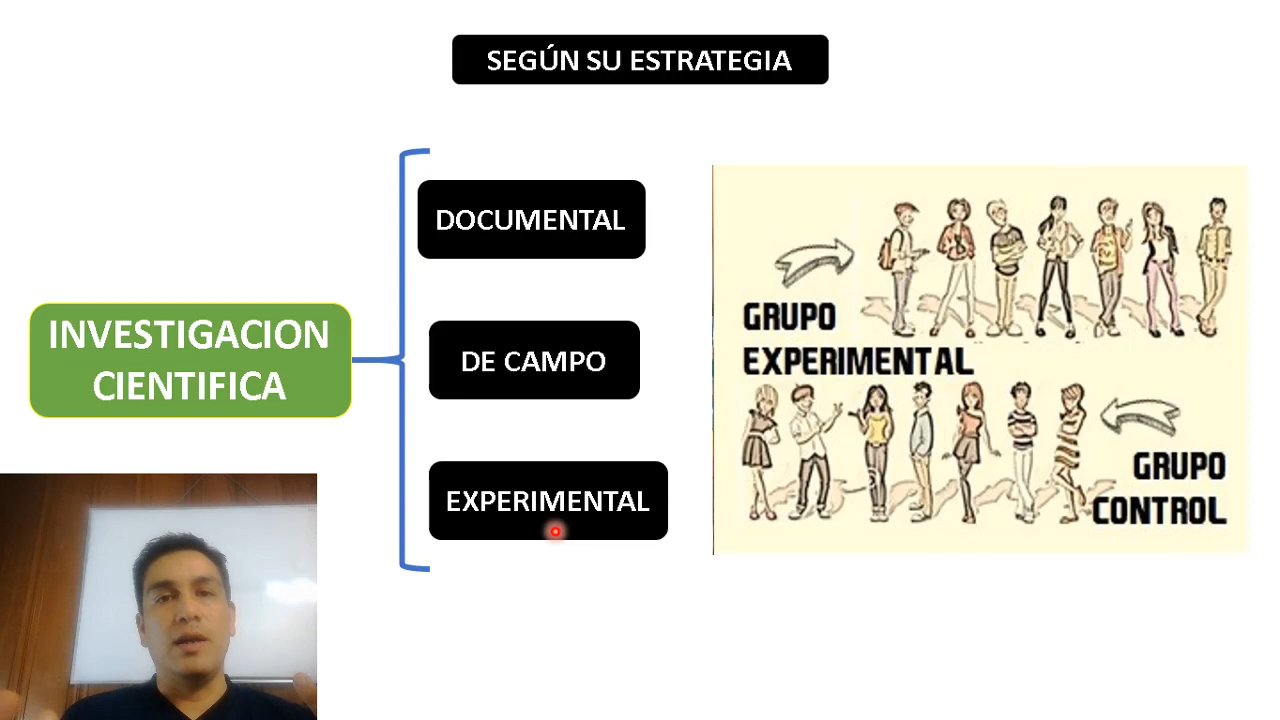 SEGÚN SU ESTRATEGIA
DOCUMENTAL
DE CAMPO
EXPERIMENTAL
INVESTIGACION
CIENTIFICA
GRUPO
EXPERIMENTAL
GRUPO
CONTROL